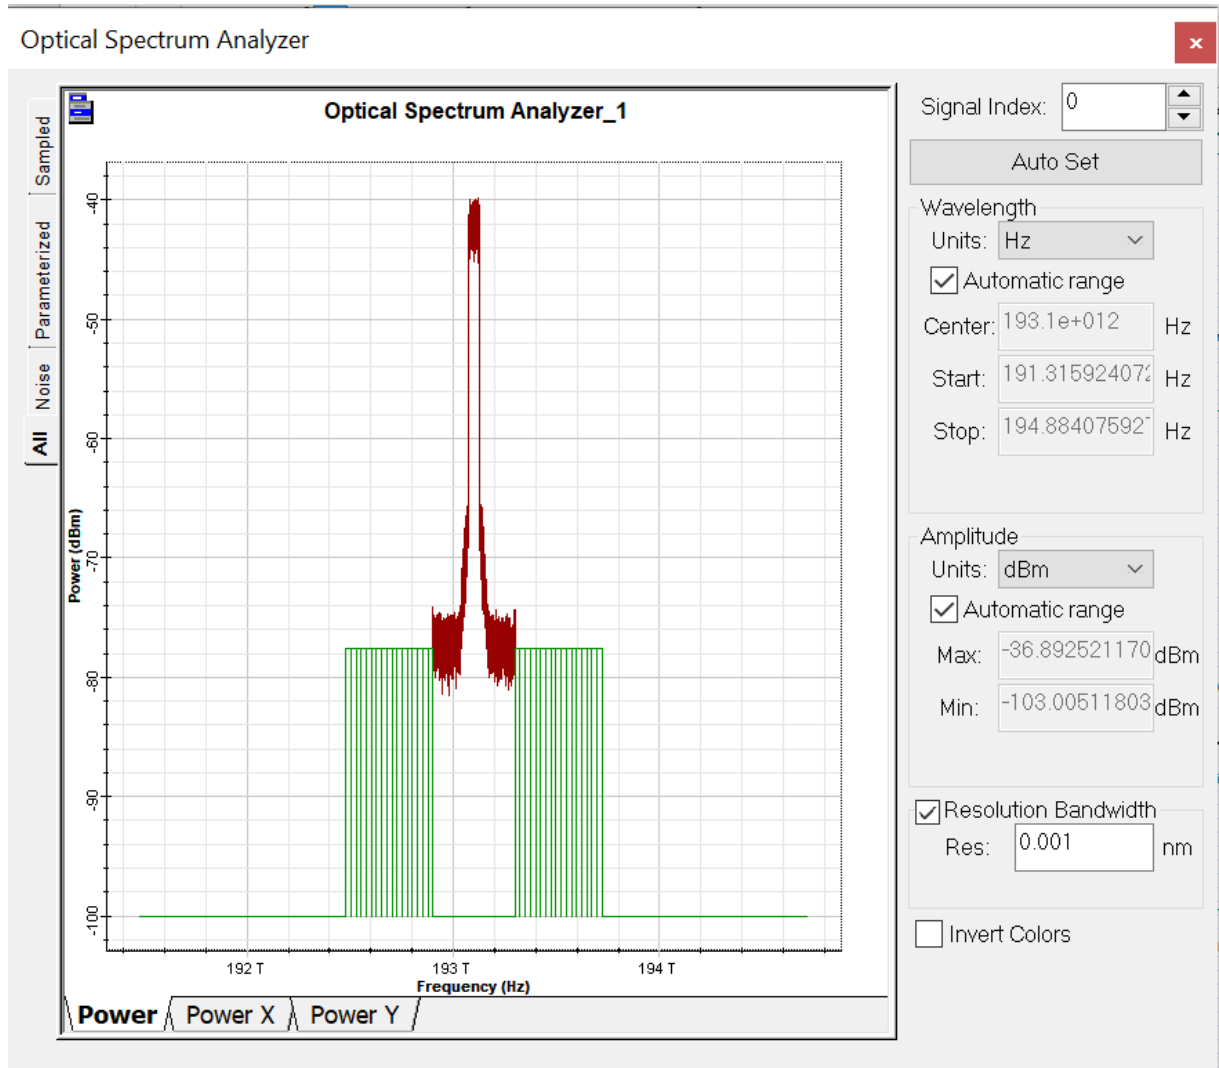 Optical Spectrum Analyzer
x
Optical Spectrum Analyzer_1
Sampled
Parameterized
Noise
All
Power (dBm)
-40
-50
-60
-70
-80
-90
-100
192 T
193 T
194 T
Frequency (Hz)
Power
Power X
Power Y
Signal Index: 0
Auto Set
Wavelength
Units: Hz
Automatic range
Center: 193.1e+012 Hz
Start: 191.315924072 Hz
Stop: 194.884075927 Hz
Amplitude
Units: dBm
Automatic range
Max: -36.892521170 dBm
Min: -103.00511803 dBm
Resolution Bandwidth
Res: 0.001 nm
Invert Colors